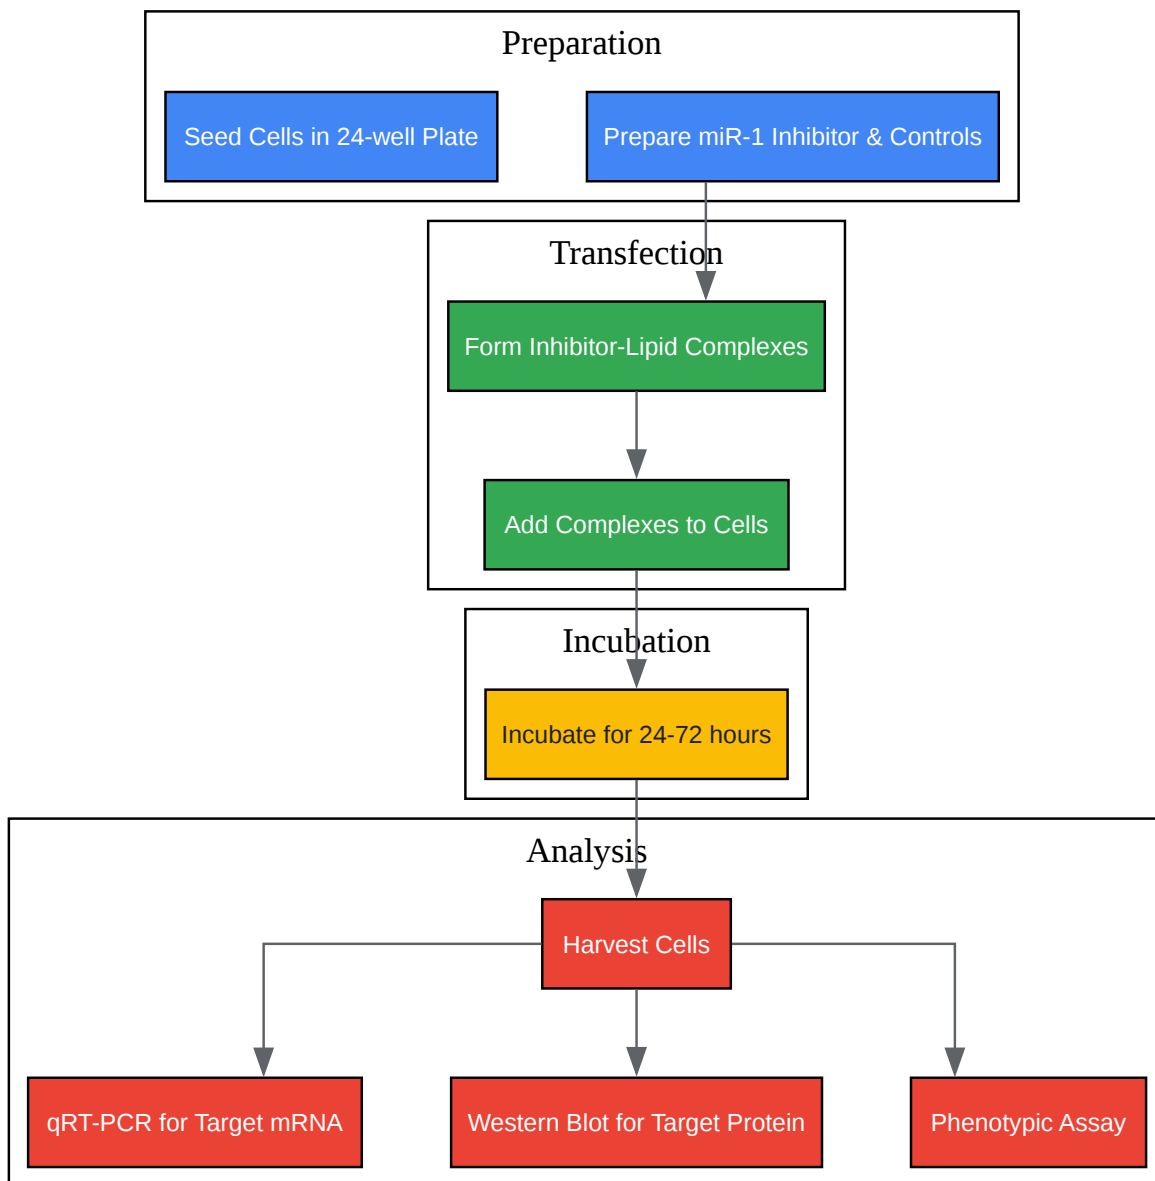 Preparation
Seed Cells in 24-well Plate
Prepare miR-1 Inhibitor & Controls
Transfection
Form Inhibitor-Lipid Complexes
Add Complexes to Cells
Incubation
Incubate for 24-72 hours
Analysis
Harvest Cells
qRT-PCR for Target mRNA
Western Blot for Target Protein
Phenotypic Assay